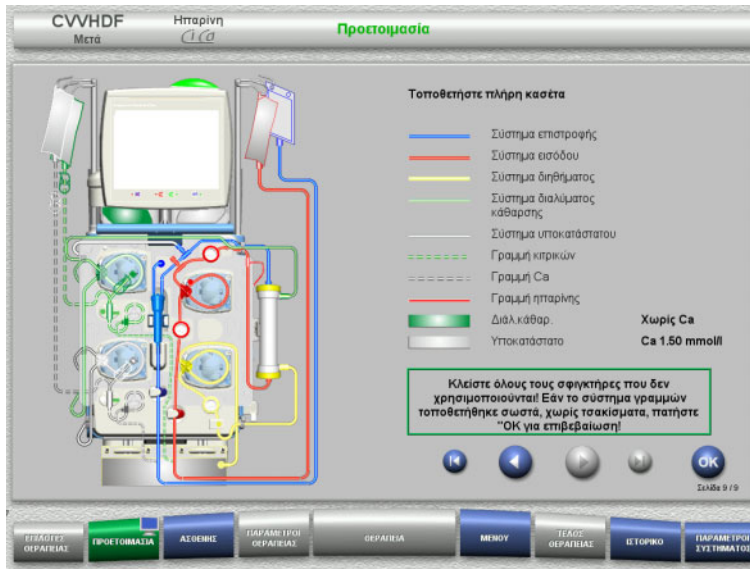 CVVHDF
Μετά
Ηπαρίνη
CiCa
Προετοιμασία
Τοποθετήστε πλήρη κασέτα
Σύστημα επιστροφής
Σύστημα εισόδου
Σύστημα διηθήματος
Σύστημα διαλύματος
κάθαρσης
Σύστημα υποκατάστατου
Γραμμή κιτρικών
Γραμμή Ca
Γραμμή ηπαρίνης
Διάλ.κάθαρ. Χωρίς Ca
Υποκατάστατο Ca 1.50 mmol/l
Κλείστε όλους τους σφιγκτήρες που δεν
χρησιμοποιούνται! Εάν το σύστημα γραμμών
τοποθετήθηκε σωστά, χωρίς τσακίσματα, πατήστε
"OK για επιβεβαίωση!
OK
Σελίδα 9 / 9
ΕΠΙΛΟΓΕΣ
ΘΕΡΑΠΕΙΑΣ
ΠΡΟΕΤΟΙΜΑΣΙΑ
ΑΣΘΕΝΗΣ
ΠΑΡΑΜΕΤΡΟΙ
ΘΕΡΑΠΕΙΑΣ
ΘΕΡΑΠΕΙΑ
ΜΕΝΟΥ
ΤΕΛΟΣ
ΘΕΡΑΠΕΙΑΣ
ΙΣΤΟΡΙΚΟ
ΠΑΡΑΜΕΤΡΟΙ
ΣΥΣΤΗΜΑΤΟΣ